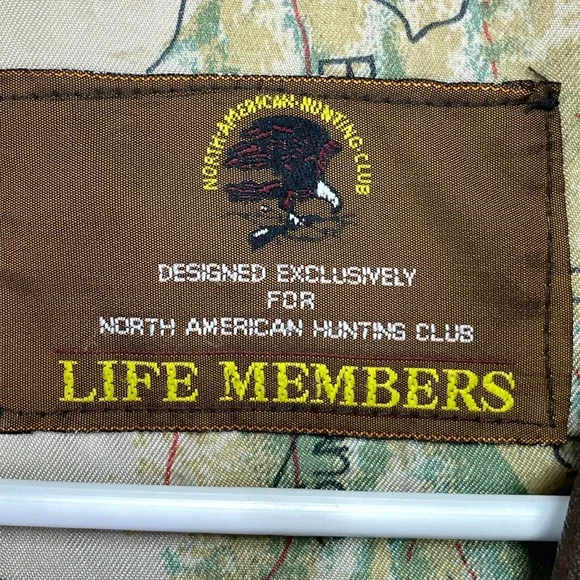 NORTH·AMERICAN·HUNTING·CLUB
DESIGNED EXCLUSIVELY
FOR
NORTH AMERICAN HUNTING CLUB
LIFE MEMBERS